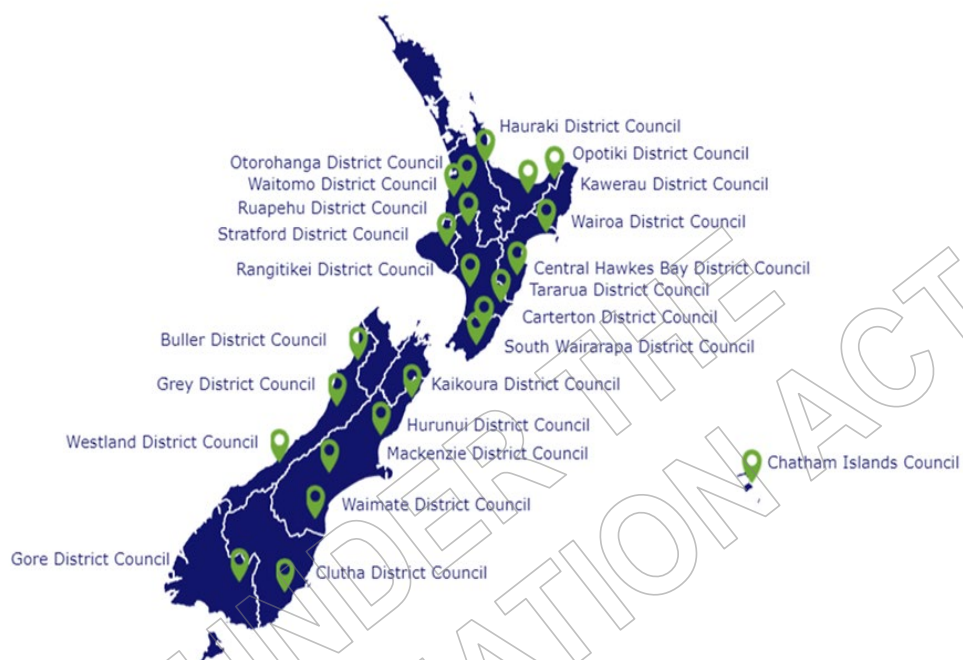 Hauraki District Council
Opotiki District Council
Otorohanga District Council
Waitomo District Council
Kawerau District Council
Ruapehu District Council
Wairoa District Council
Stratford District Council
Rangitikei District Council
Central Hawkes Bay District Council
Tararua District Council
Carterton District Council
Buller District Council
South Wairarapa District Council
Grey District Council
Kaikoura District Council
Hurunui District Council
Westland District Council
Mackenzie District Council
Chatham Islands Council
Waimate District Council
Gore District Council
Clutha District Council
UNDER THE
ATION ACT